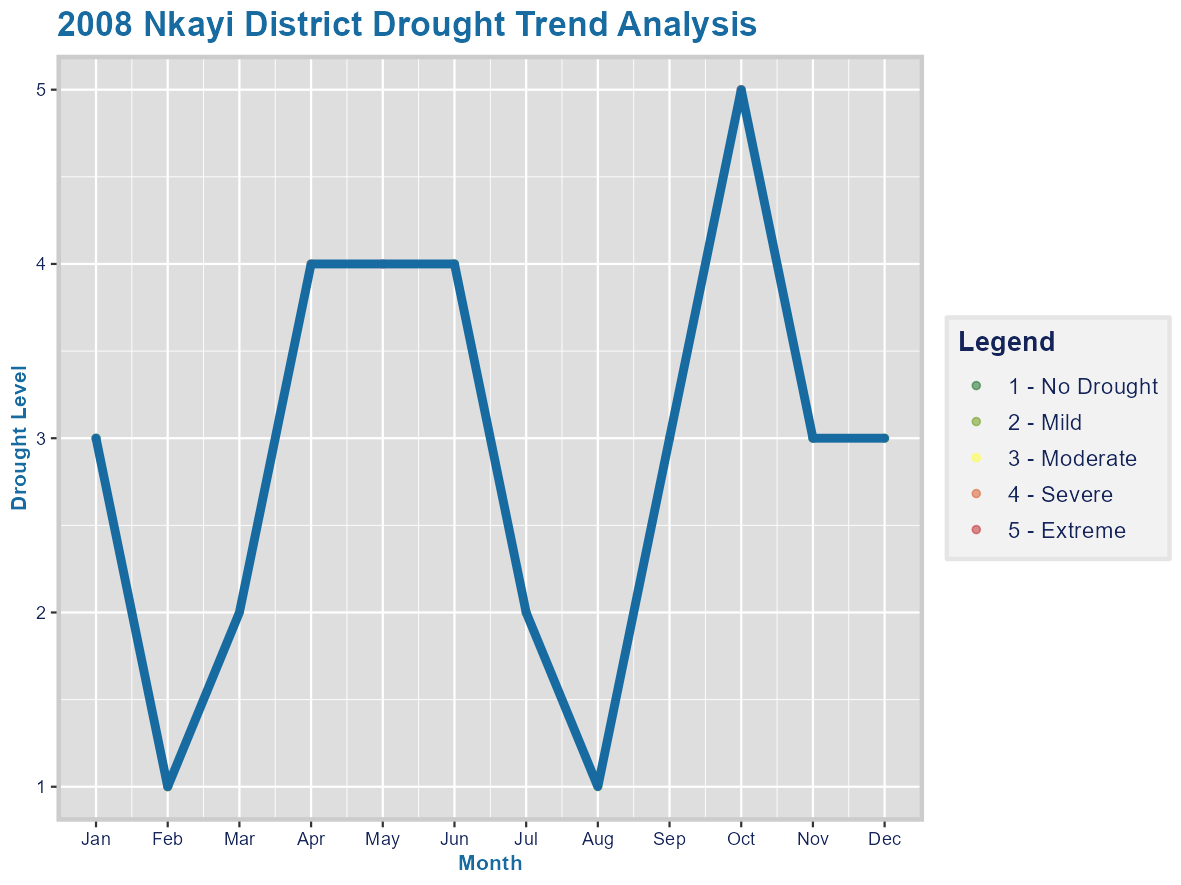 2008 Nkayi District Drought Trend Analysis
5
4
3
2
1
Drought Level
Jan Feb Mar Apr May Jun Jul Aug Sep Oct Nov Dec
Month
Legend
1 - No Drought
2 - Mild
3 - Moderate
4 - Severe
5 - Extreme